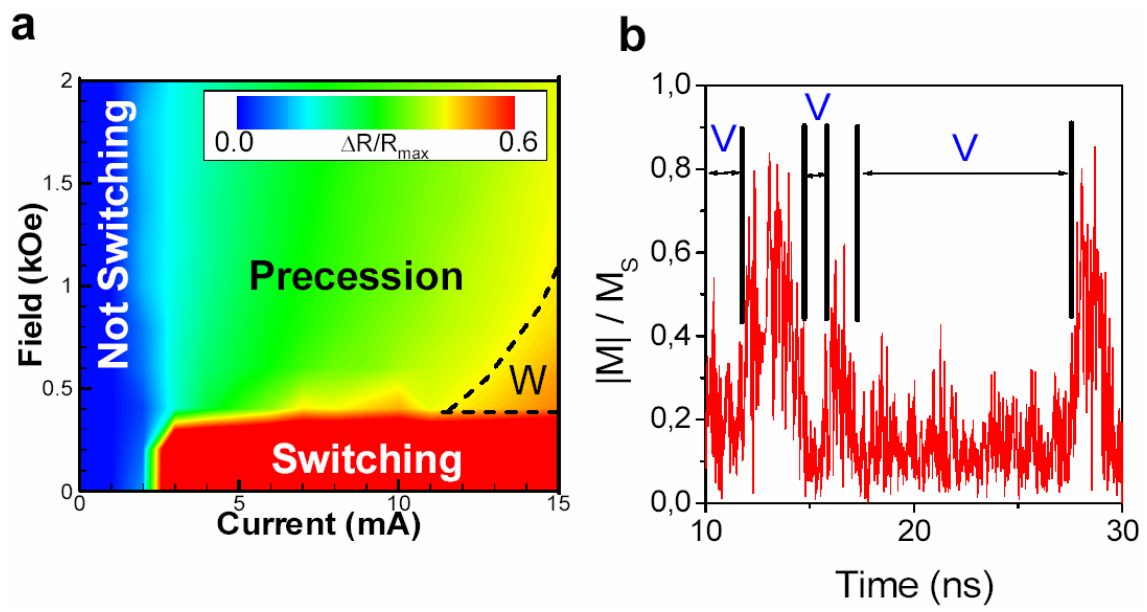 a
2
1.5
1
0.5
0
Field (kOe)
0
5
10
15
Current (mA)
0.0
ΔR/Rmax
0.6
Not Switching
Precession
W
Switching
b
1,0
0,8
0,6
0,4
0,2
0,0
|M| / MS
V
V
V
10
20
30
Time (ns)